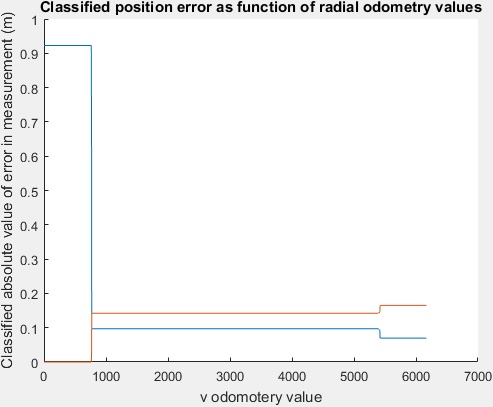 Classified position error as function of radial odometry values
Classified absolute value of error in measurement (m)
1
0.9
0.8
0.7
0.6
0.5
0.4
0.3
0.2
0.1
0
0 1000 2000 3000 4000 5000 6000 7000
v odomotery value